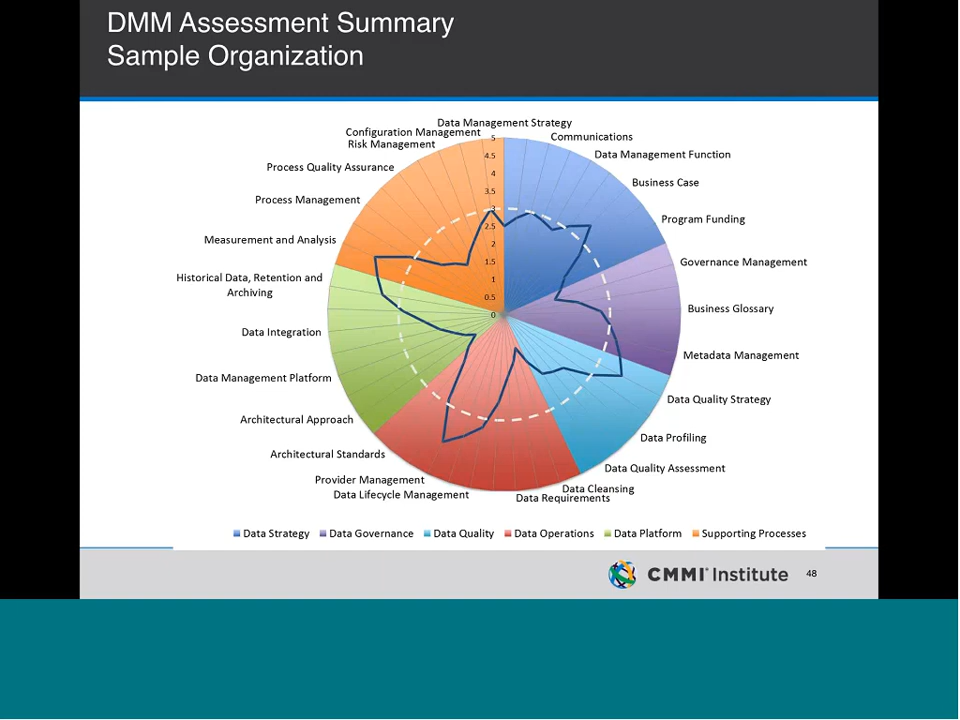 DMM Assessment Summary
Sample Organization
Data Management Strategy
Configuration Management
Communications
Risk Management
Data Management Function
Process Quality Assurance
Business Case
Process Management
Program Funding
Measurement and Analysis
Governance Management
Historical Data, Retention and
Archiving
Business Glossary
Data Integration
Metadata Management
Data Management Platform
Data Quality Strategy
Architectural Approach
Data Profiling
Architectural Standards
Data Quality Assessment
Provider Management
Data Cleansing
Data Lifecycle Management
Data Requirements
5
4.5
4
3.5
3
2.5
2
1.5
1
0.5
0
Data Strategy Data Governance Data Quality Data Operations Data Platform Supporting Processes
CMMI® Institute
48